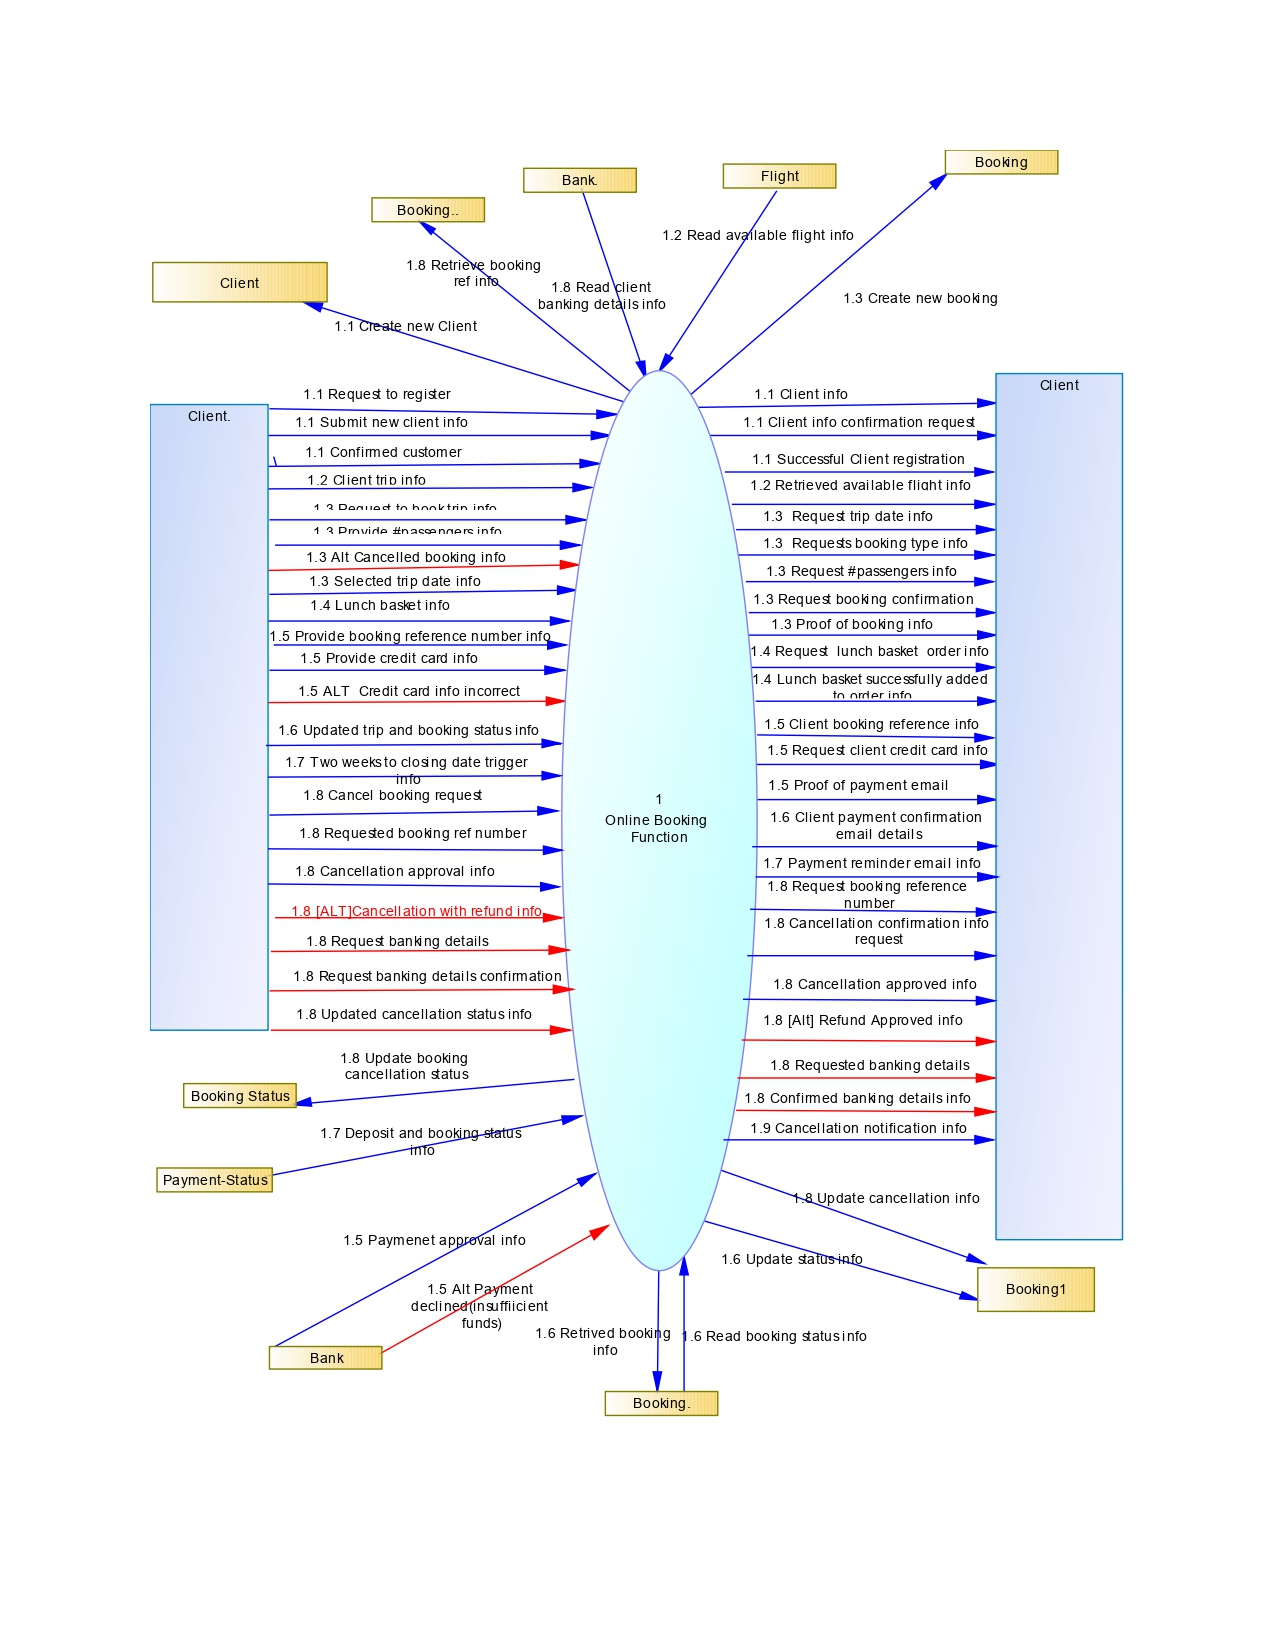 Booking
Flight
Bank.
Booking..
1.2 Read available flight info
1.8 Retrieve booking
ref info
Client
1.8 Read client
banking details info
1.3 Create new booking
1.1 Create new Client
Client.
1.1 Request to register
1.1 Submit new client info
1.1 Confirmed customer
1.2 Client trip info
1.3 Request to book trip info
1.3 Provide #passengers info
1.3 Alt Cancelled booking info
1.3 Selected trip date info
1.4 Lunch basket info
1.5 Provide booking reference number info
1.5 Provide credit card info
1.5 ALT Credit card info incorrect
1.6 Updated trip and booking status info
1.7 Two weeks to closing date trigger
info
1.8 Cancel booking request
1.8 Requested booking ref number
1.8 Cancellation approval info
1.8 [ALT]Cancellation with refund info
1.8 Request banking details
1.8 Request banking details confirmation
1.8 Updated cancellation status info
1
Online Booking
Function
Client
1.1 Client info
1.1 Client info confirmation request
1.1 Successful Client registration
1.2 Retrieved available flight info
1.3 Request trip date info
1.3 Requests booking type info
1.3 Request #passengers info
1.3 Request booking confirmation
1.3 Proof of booking info
1.4 Request lunch basket order info
1.4 Lunch basket successfully added
to order info
1.5 Client booking reference info
1.5 Request client credit card info
1.5 Proof of payment email
1.6 Client payment confirmation
email details
1.7 Payment reminder email info
1.8 Request booking reference
number
1.8 Cancellation confirmation info
request
1.8 Cancellation approved info
1.8 [Alt] Refund Approved info
1.8 Requested banking details
1.8 Confirmed banking details info
1.9 Cancellation notification info
1.8 Update booking
cancellation status
Booking Status
1.7 Deposit and booking status
info
Payment-Status
1.8 Update cancellation info
1.5 Paymenet approval info
1.6 Update status info
Booking1
1.5 Alt Payment
declined(insufiicient
funds)
1.6 Retrived booking
info
1.6 Read booking status info
Bank
Booking.